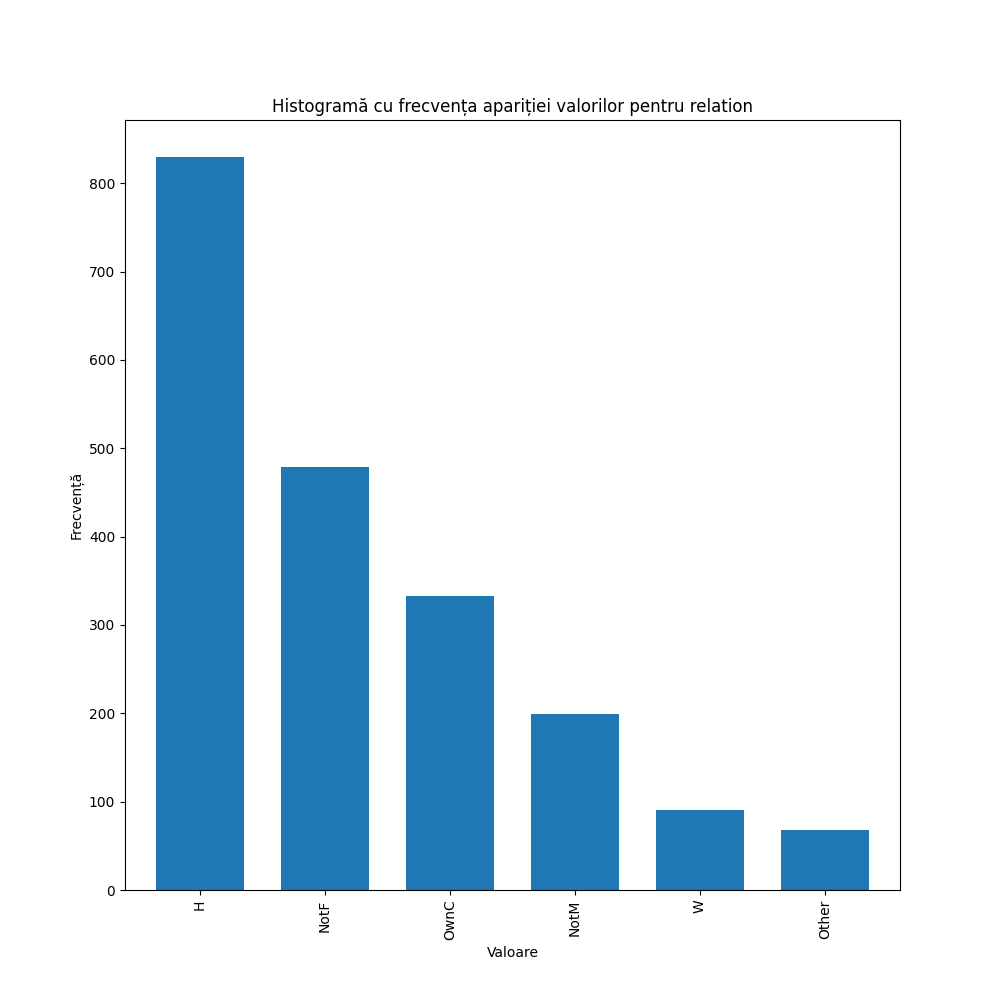 Histogramă cu frecvența apariției valorilor pentru relation
800
700
600
500
400
300
200
100
0
Frecvență
H
NotF
OwnC
NotM
W
Other
Valoare